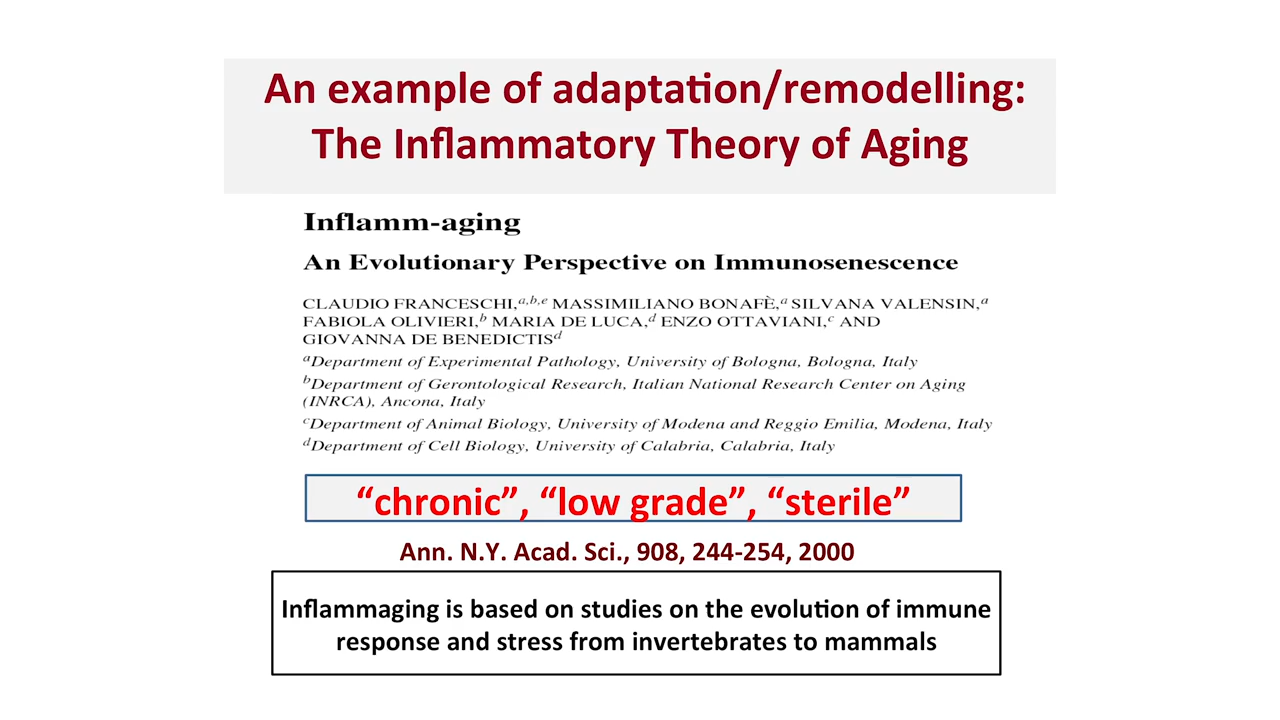 An example of adaptation/remodelling:
The Inflammatory Theory of Aging
Inflamm-aging
An Evolutionary Perspective on Immunosenescence
CLAUDIO FRANCESCHI,a,b,e MASSIMILIANO BONAFÈ,a SILVANA VALENSIN,a
FABIOLA OLIVIERI,b MARIA DE LUCA,d ENZO OTTAVIANI,c AND
GIOVANNA DE BENEDICTISd
aDepartment of Experimental Pathology, University of Bologna, Bologna, Italy
bDepartment of Gerontological Research, Italian National Research Center on Aging
(INRCA), Ancona, Italy
cDepartment of Animal Biology, University of Modena and Reggio Emilia, Modena, Italy
dDepartment of Cell Biology, University of Calabria, Calabria, Italy
“chronic”, “low grade”, “sterile”
Ann. N.Y. Acad. Sci., 908, 244-254, 2000
Inflammaging is based on studies on the evolution of immune
response and stress from invertebrates to mammals